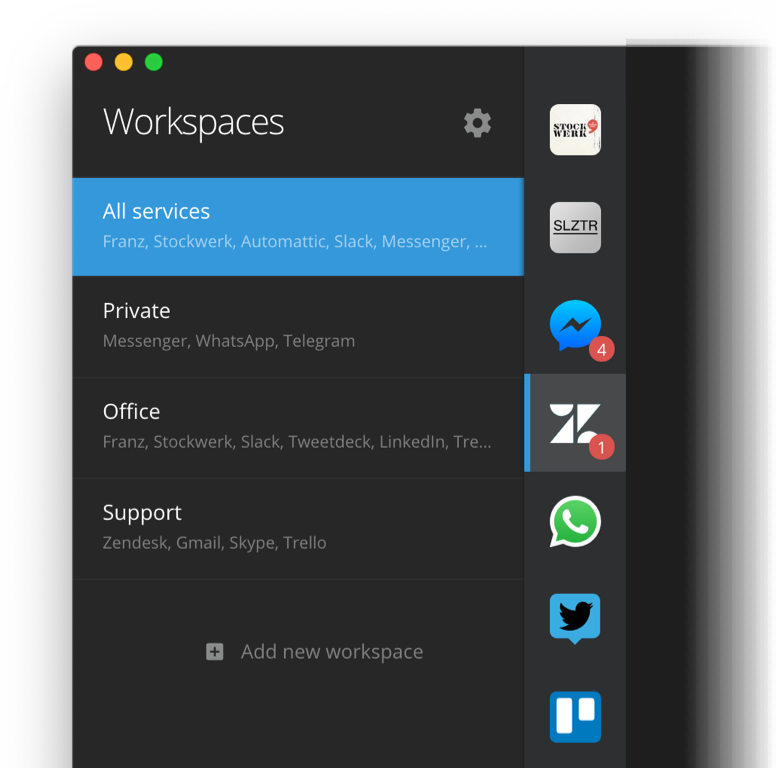 Workspaces
All services
Franz, Stockwerk, Automattic, Slack, Messenger, ...
Private
Messenger, WhatsApp, Telegram
Office
Franz, Stockwerk, Slack, Tweetdeck, LinkedIn, Tre...
Support
Zendesk, Gmail, Skype, Trello
Add new workspace
STOCK
WERK
SLZTR
4
1